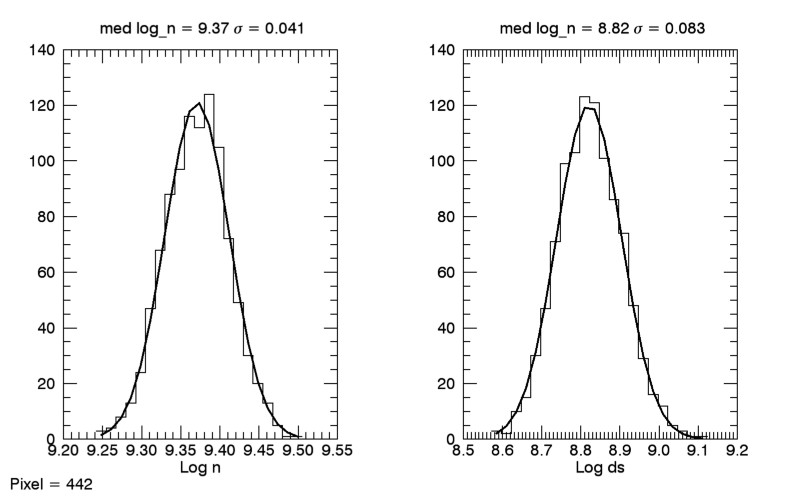 med log_n = 9.37 σ = 0.041
140
120
100
80
60
40
20
0
9.20 9.25 9.30 9.35 9.40 9.45 9.50 9.55
Log n
med log_n = 8.82 σ = 0.083
140
120
100
80
60
40
20
0
8.5 8.6 8.7 8.8 8.9 9.0 9.1 9.2
Log ds
Pixel = 442